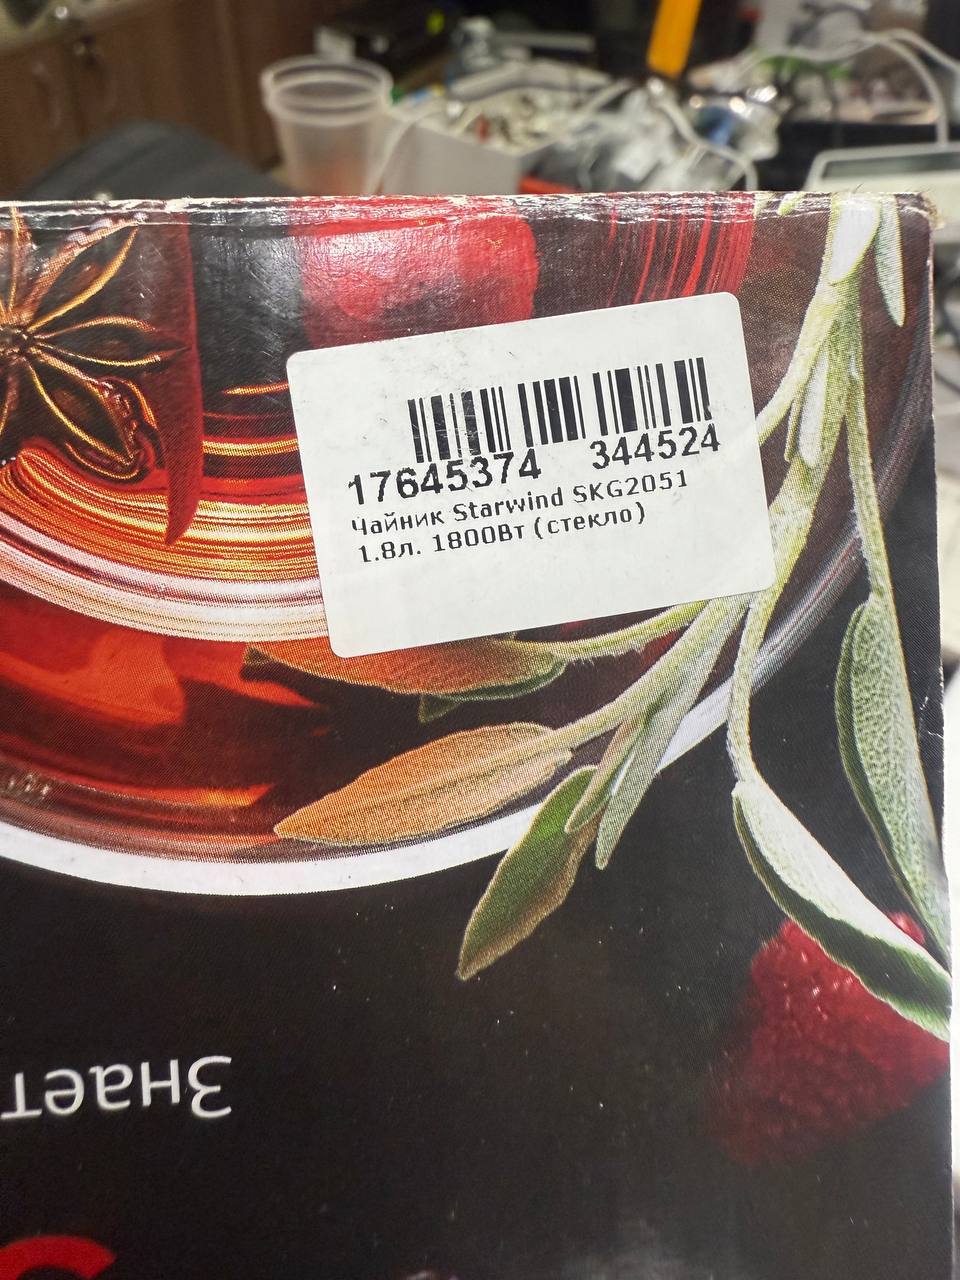 17645374 344524
Чайник Starwind SKG2051
1.8л. 1800Вт (стекло)
Знает